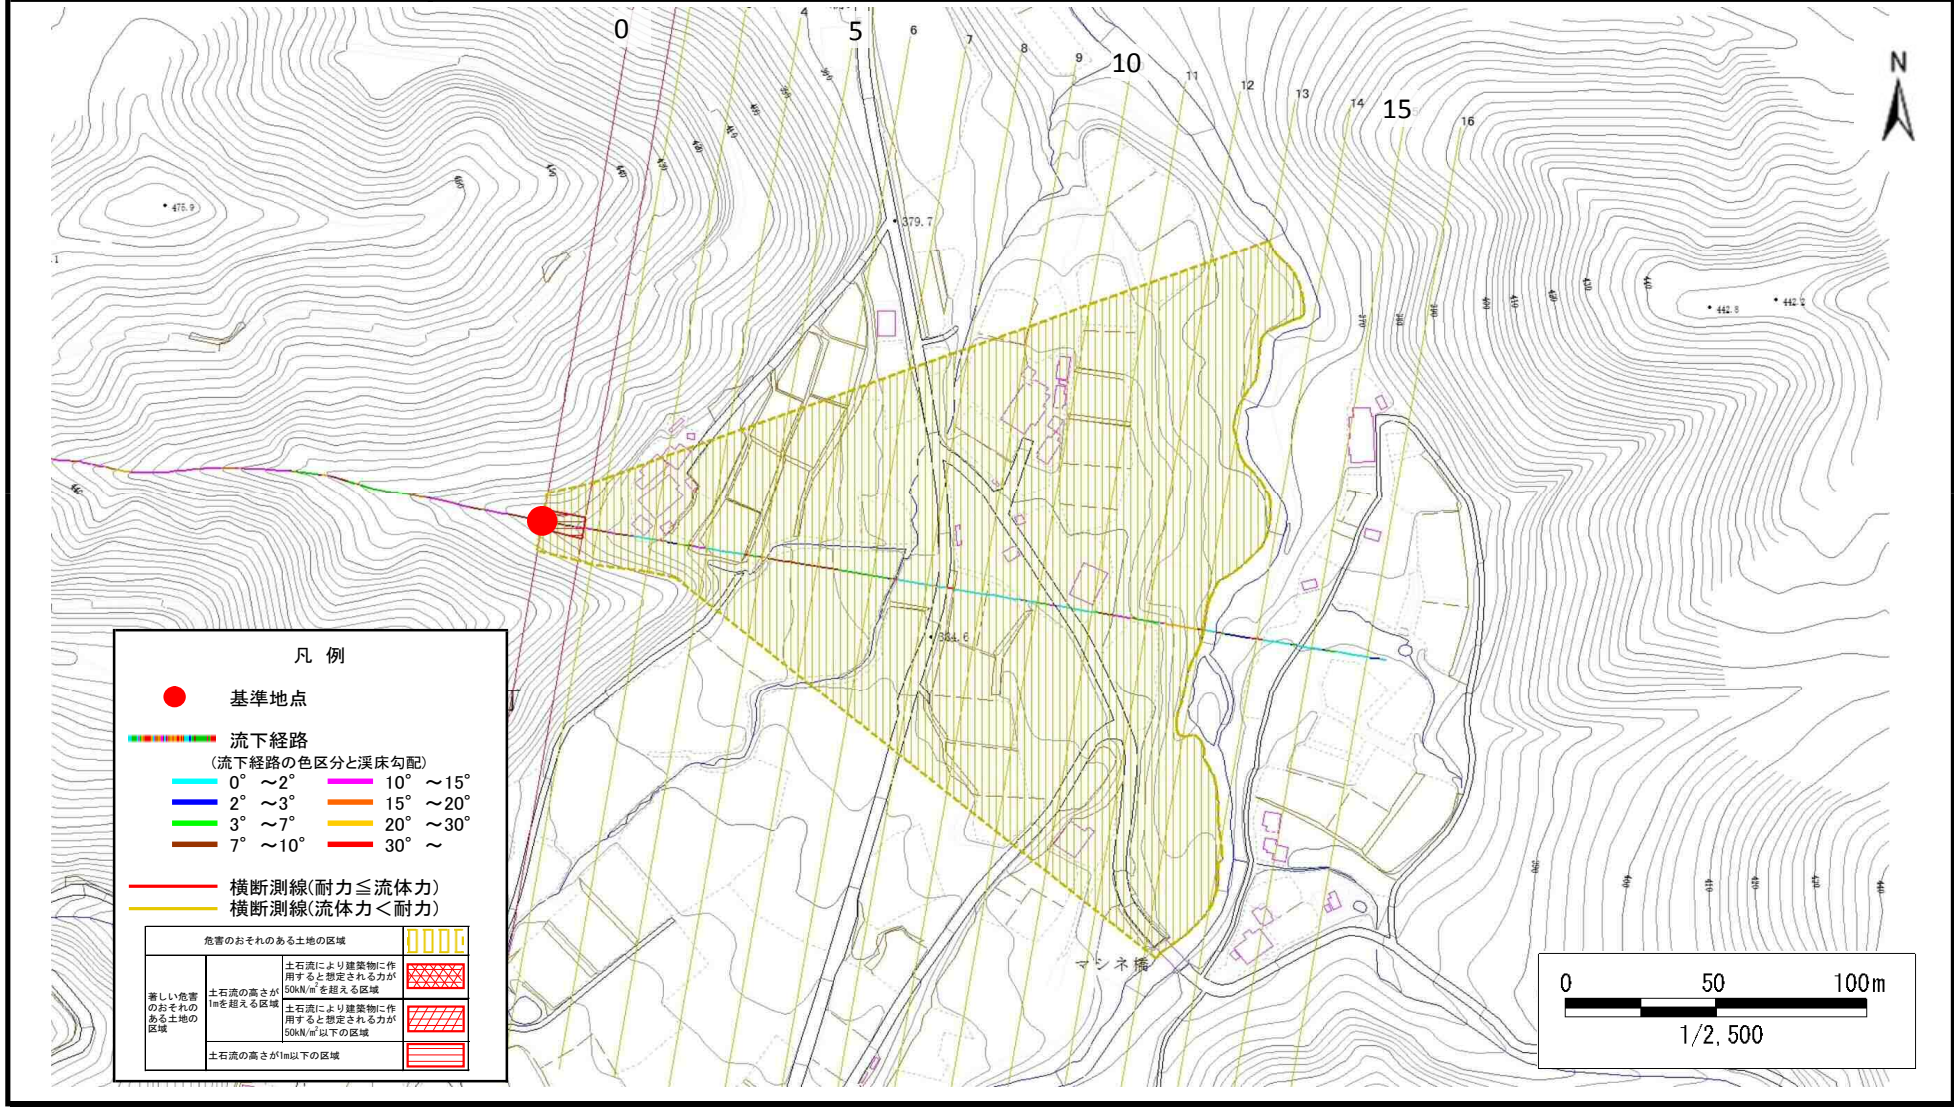 0
4
5
6
7
8
9
10
11
12
13
14
15
16
N
475.9
379.7
384.6
442.8
442.2
マシネ橋
凡 例
基準地点
流下経路
(流下経路の色区分と渓床勾配)
0° ~2° 10° ~15°
2° ~3° 15° ~20°
3° ~7° 20° ~30°
7° ~10° 30° ~
横断測線(耐力≦流体力)
横断測線(流体力<耐力)
危害のおそれのある土地の区域
著しい危害
のおそれの
ある土地の
区域
土石流の高さが
1mを超える区域
土石流により建築物に作
用すると想定される力が
50kN/㎡を超える区域
土石流により建築物に作
用すると想定される力が
50kN/㎡以下の区域
土石流の高さが1m以下の区域
0 50 100m
1/2,500